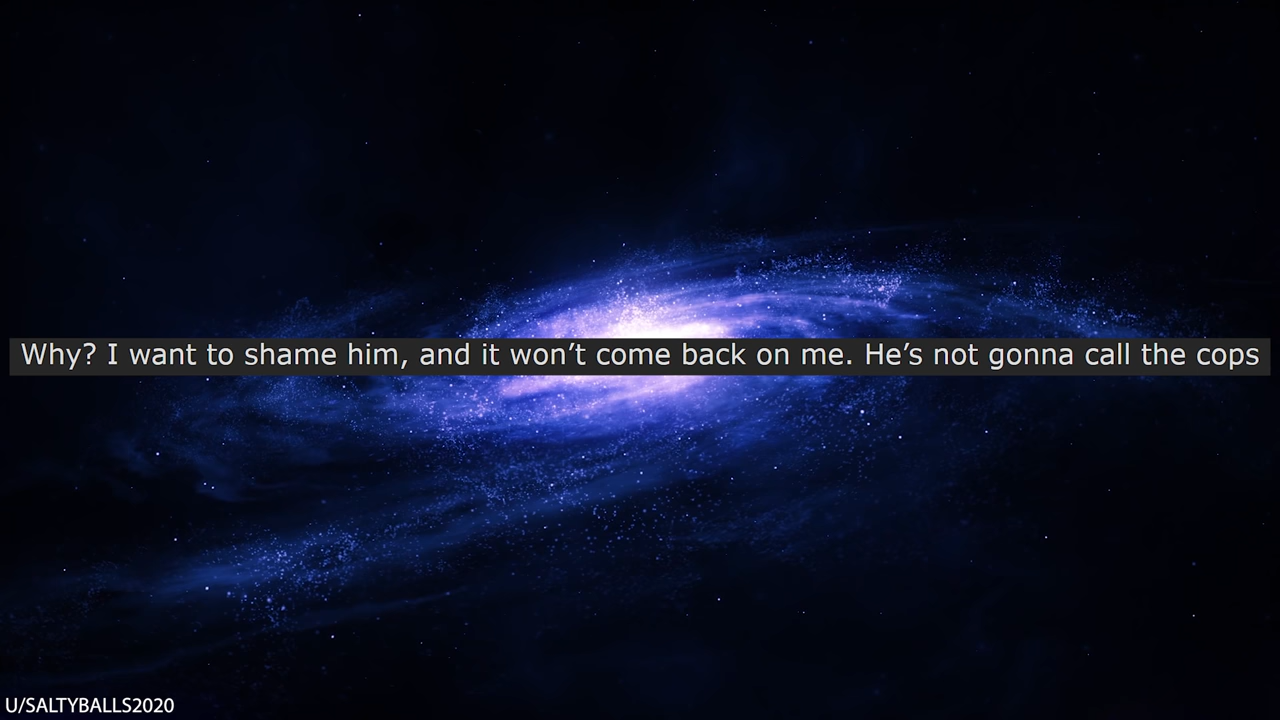 Why? I want to shame him, and it won’t come back on me. He’s not gonna call the cops
U/SALTYBALLS2020